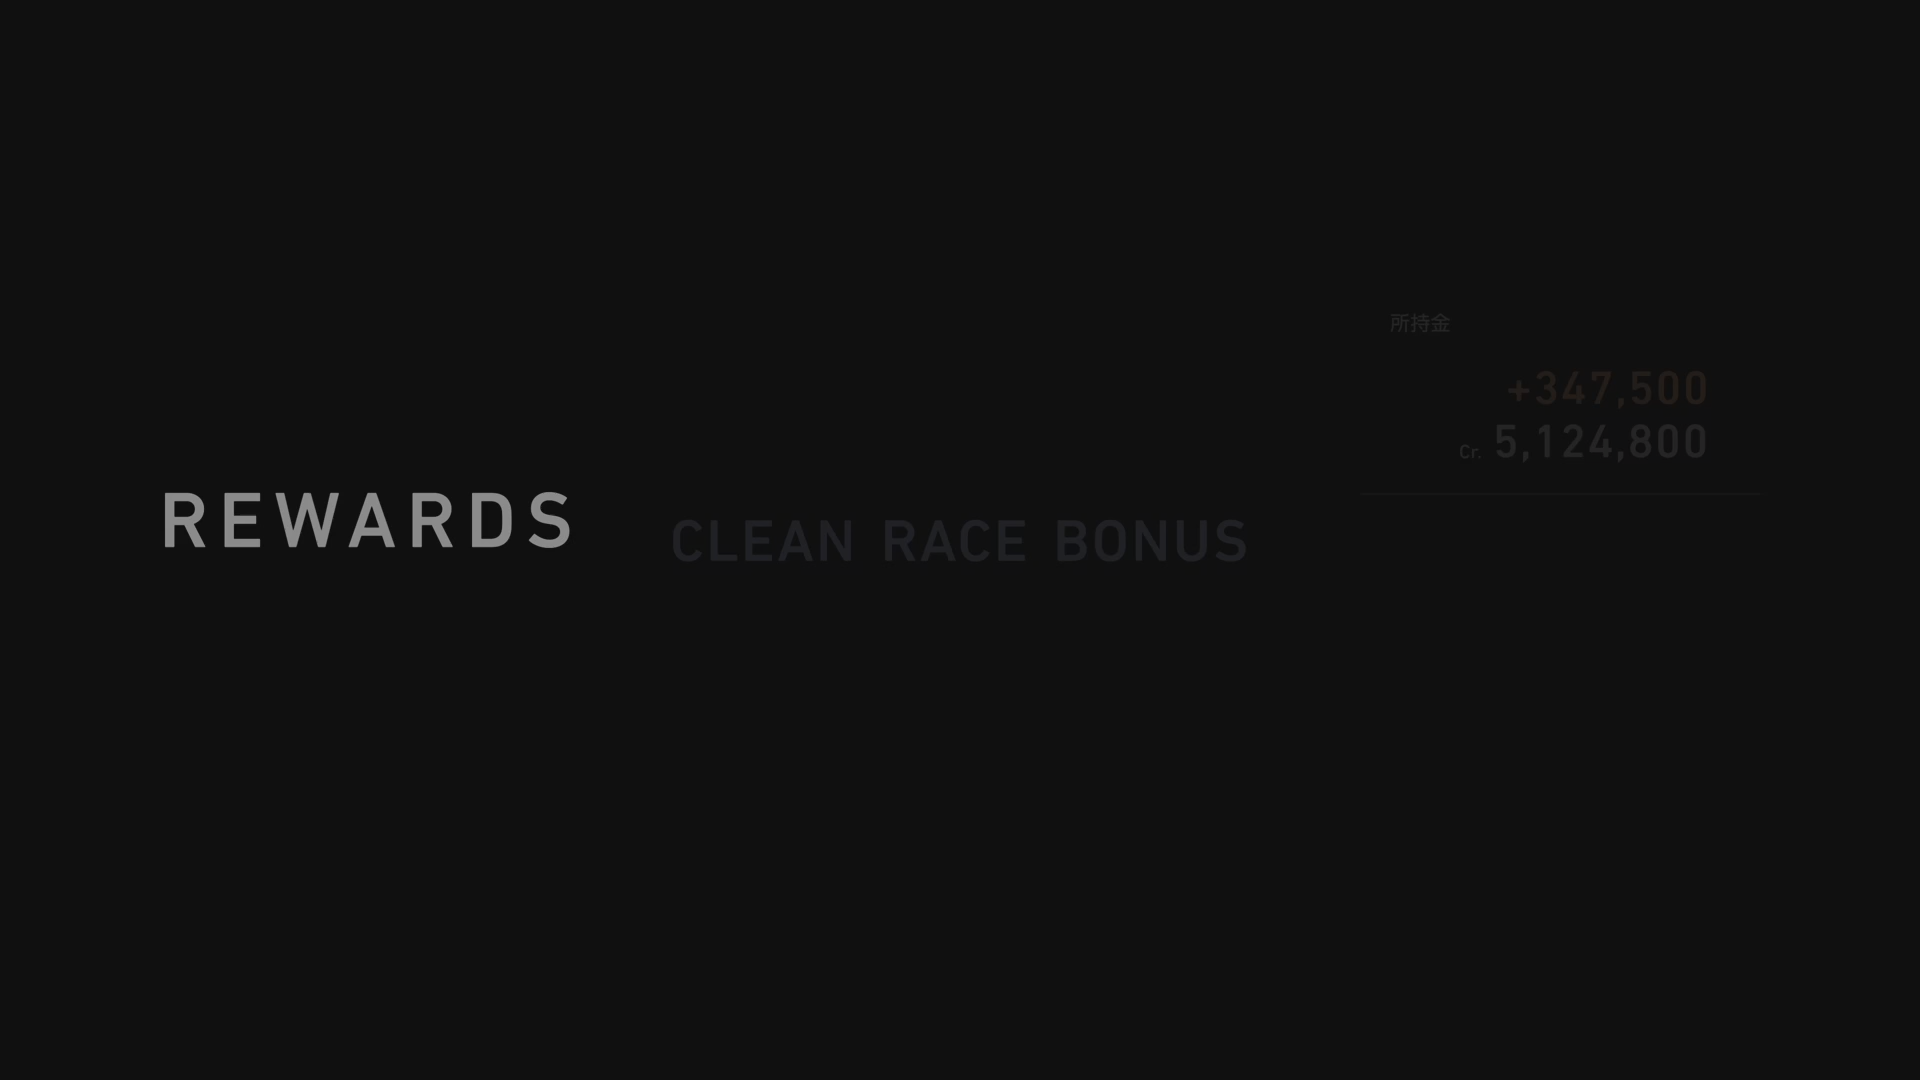 REWARDS
CLEAN RACE BONUS
所持金
+347,500
Cr. 5,124,800